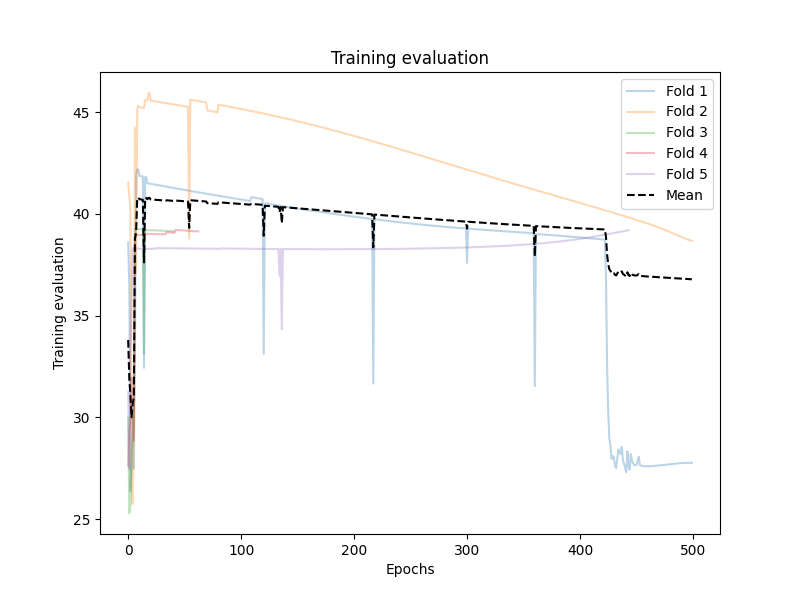 Training evaluation
Fold 1
Fold 2
Fold 3
Fold 4
Fold 5
Mean
45
40
35
30
25
Training evaluation
0 100 200 300 400 500
Epochs